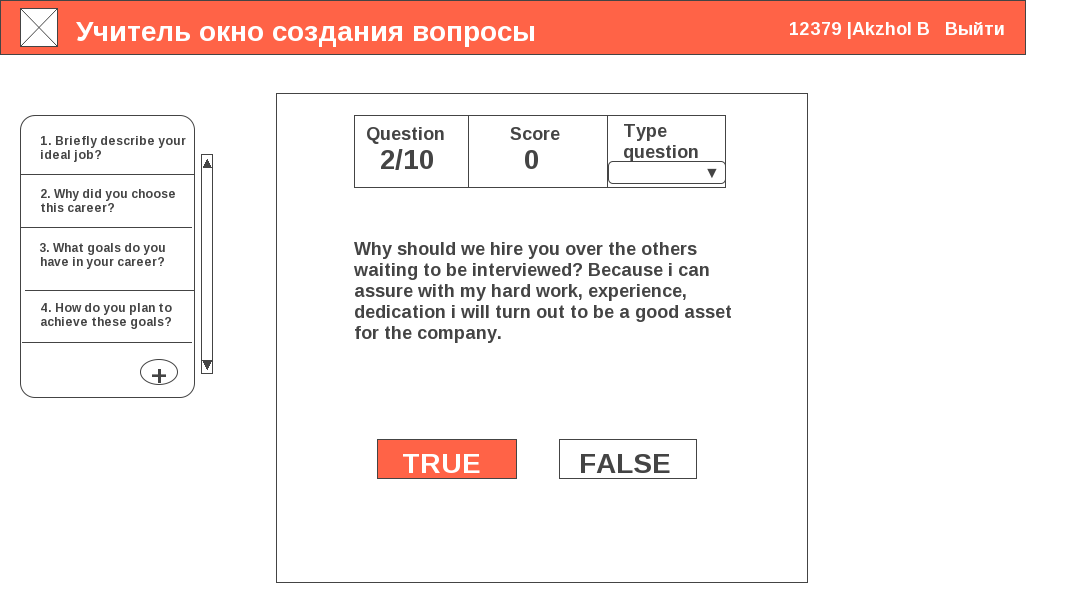 Учитель окно создания вопросы
12379 |Akzhol B Выйти
1. Briefly describe your
ideal job?
2. Why did you choose
this career?
3. What goals do you
have in your career?
4. How do you plan to
achieve these goals?
+
Question
2/10
Score
0
Type
question
Why should we hire you over the others
waiting to be interviewed? Because i can
assure with my hard work, experience,
dedication i will turn out to be a good asset
for the company.
TRUE
FALSE